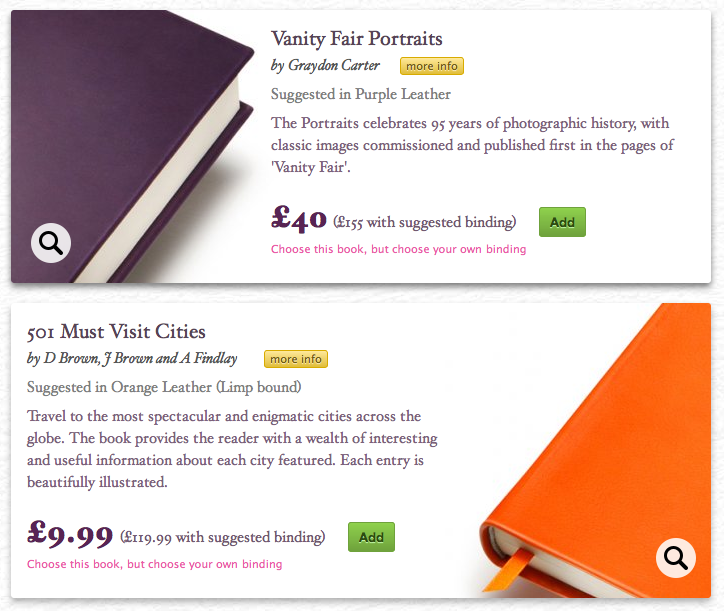 Vanity Fair Portraits
by Graydon Carter more info
Suggested in Purple Leather
The Portraits celebrates 95 years of photographic history, with
classic images commissioned and published first in the pages of
'Vanity Fair'.
£40 (£155 with suggested binding) Add
Choose this book, but choose your own binding
501 Must Visit Cities
by D Brown, J Brown and A Findlay more info
Suggested in Orange Leather (Limp bound)
Travel to the most spectacular and enigmatic cities across the
globe. The book provides the reader with a wealth of interesting
and useful information about each city featured. Each entry is
beautifully illustrated.
£9.99 (£119.99 with suggested binding) Add
Choose this book, but choose your own binding